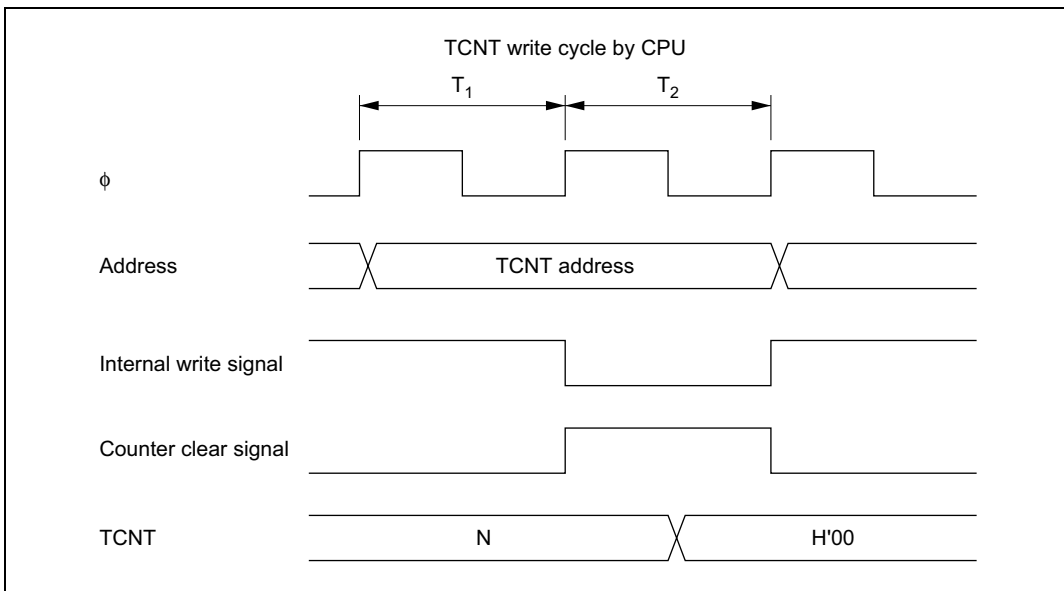 TCNT write cycle by CPU
T1 T2
φ
Address TCNT address
Internal write signal
Counter clear signal
TCNT N H'00